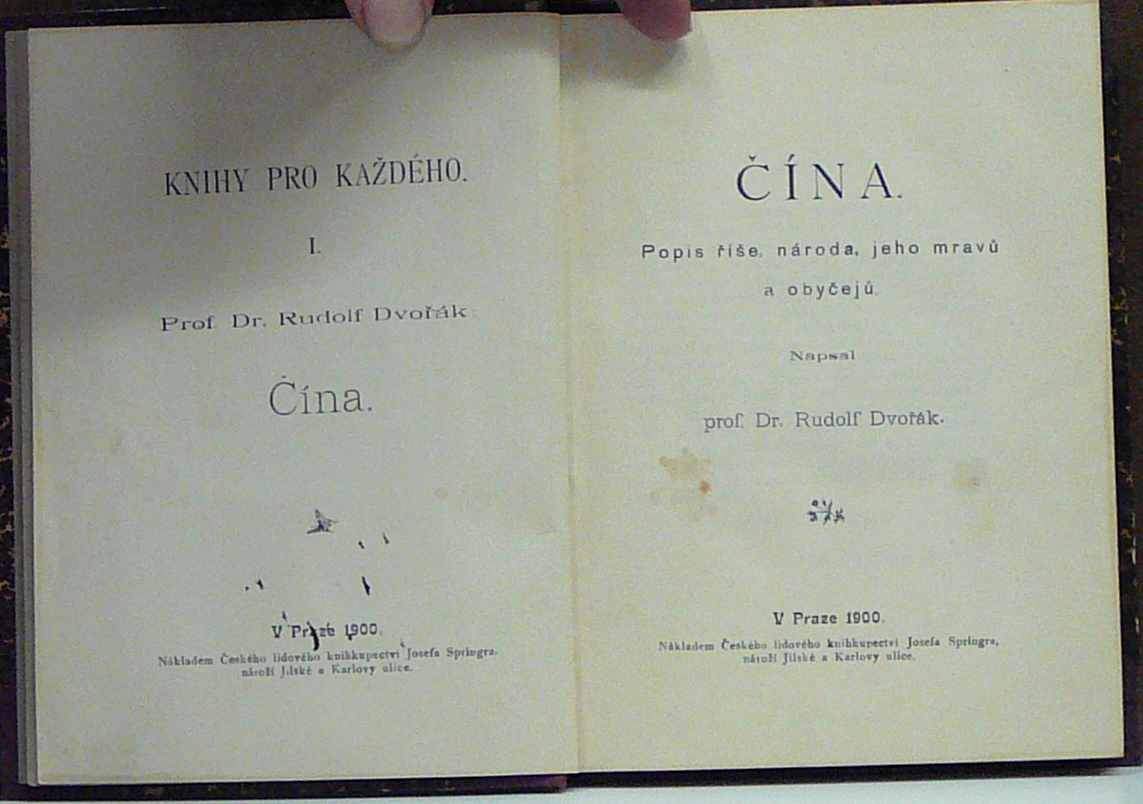 KNIHY PRO KAŽDÉHO.
I.
Prof. Dr. Rudolf Dvořák:
Čína.
V Praze 1900.
Nákladem Českého lidového knihkupectví Josefa Springra,
nároží Jilské a Karlovy ulice.
ČÍNA.
Popis říše, národa, jeho mravů
a obyčejů.
Napsal
prof. Dr. Rudolf Dvořák.
V Praze 1900.
Nákladem Českého lidového knihkupectví Josefa Springra,
nároží Jilské a Karlovy ulice.